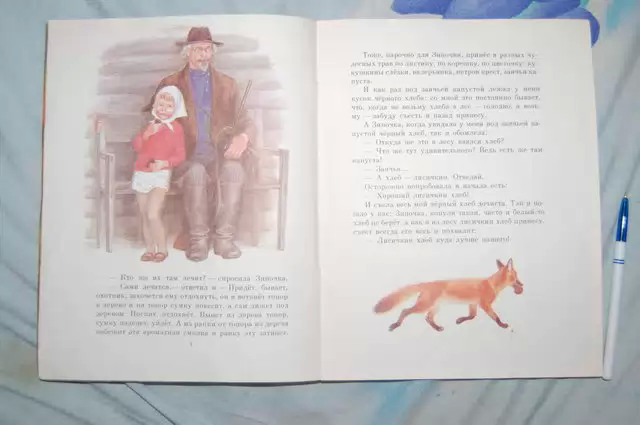 — Кто же их там лечит? — спросила Зиночка.
— Сами лечатся, — ответил я. — Придёт, бывает,
охотник, захочется ему отдохнуть, он и воткнёт топор
в дерево и на топор сумку повесит, а сам ляжет под
деревом. Поспит, отдохнёт. Вынет из дерева топор,
сумку наденет, уйдёт. А из ранки от топора из дерева
побежит эта ароматная смолка и ранку эту затянет.
Тоже, нарочно для Зиночки, принёс я разных чу-
десных трав по листику, по корешку, по цветочку: ку-
кушкины слёзки, валерьянка, петров крест, заячья ка-
пуста.
И как раз под заячьей капустой лежал у меня
кусок чёрного хлеба: со мной это постоянно бывает,
что, когда не возьму хлеба в лес — голодно, а возь-
му — забуду съесть и назад принесу.
А Зиночка, когда увидала у меня под заячьей ка-
пустой чёрный хлеб, так и обомлела:
— Откуда же это в лесу взялся хлеб?
— Что же тут удивительного? Ведь есть же там
капуста!
— Заячья...
— А хлеб — лисичкин. Отведай.
Осторожно попробовала и начала есть:
— Хороший лисичкин хлеб!
И съела весь мой чёрный хлеб дочиста. Так и по-
шло у нас: Зиночка, копуля такая, часто и белый-то
хлеб не берёт, а как я из лесу лисичкин хлеб принесу,
съест всегда его весь и похвалит:
— Лисичкин хлеб куда лучше нашего!